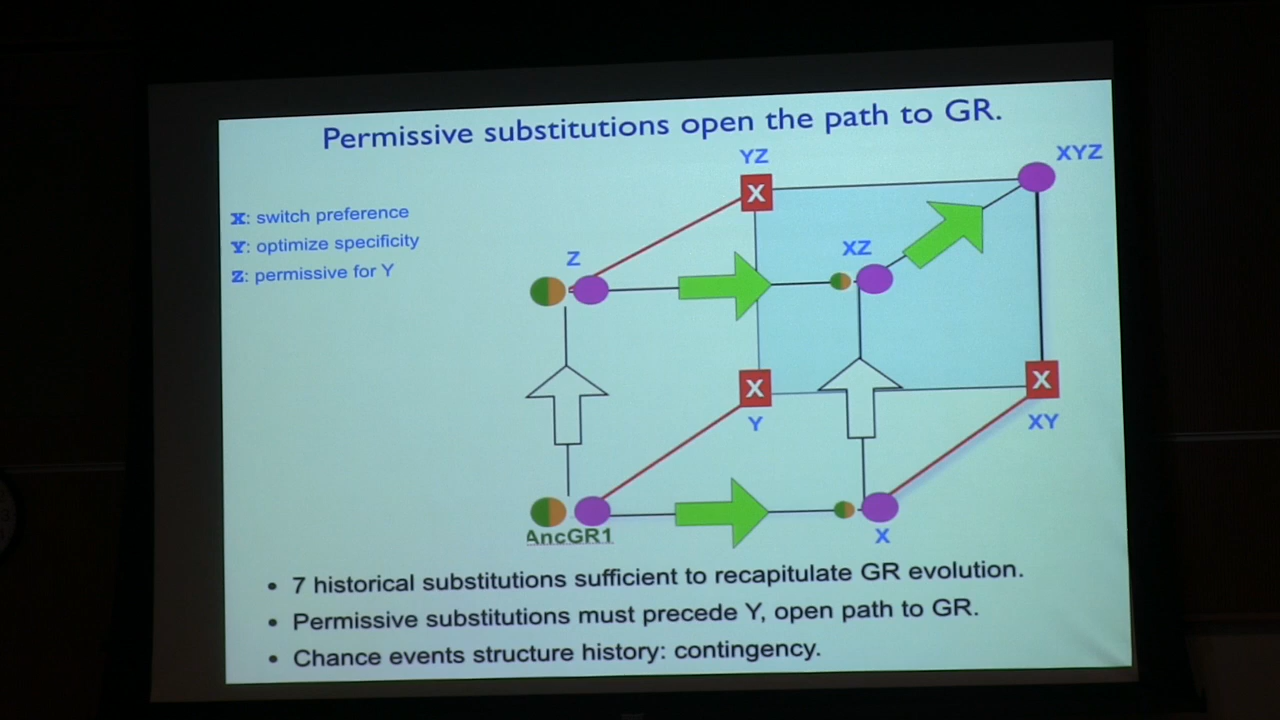 Permissive substitutions open the path to GR.
YZ
XYZ
X: switch preference
Y: optimize specificity
Z: permissive for Y
X
Z
XZ
X
X
Y
XY
AncGR1
X
• 7 historical substitutions sufficient to recapitulate GR evolution.
• Permissive substitutions must precede Y, open path to GR.
• Chance events structure history: contingency.